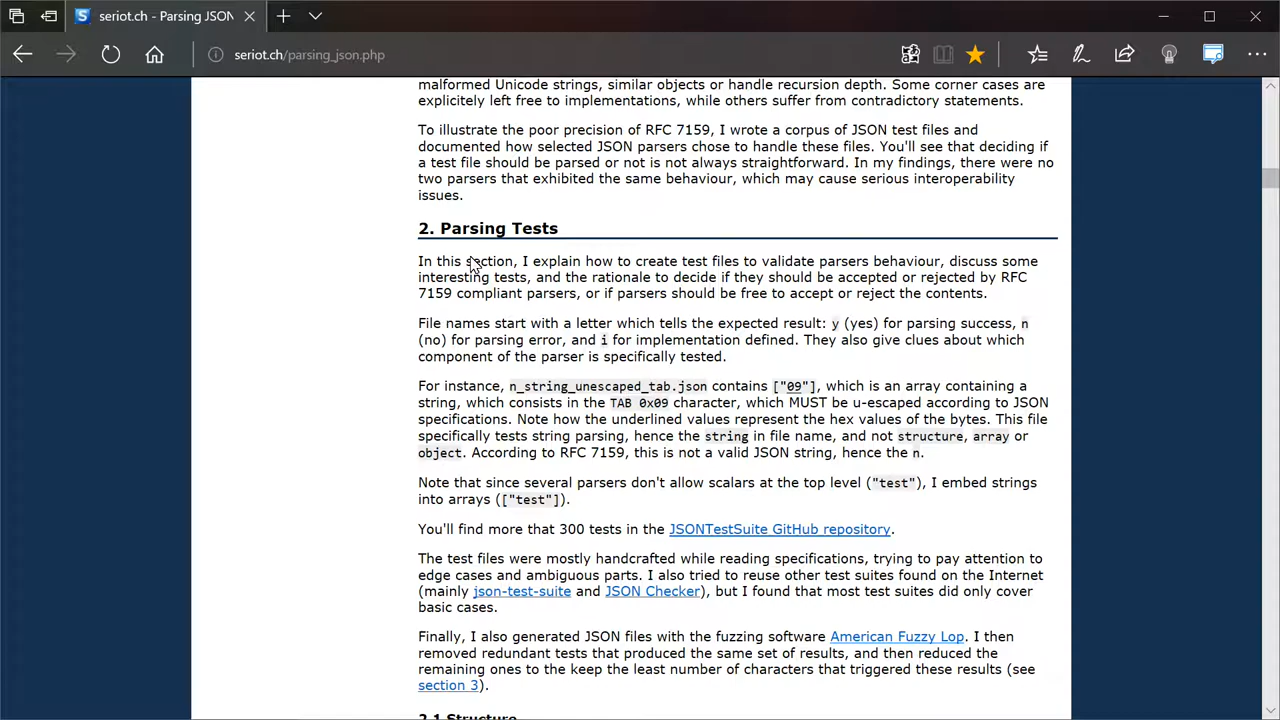 seriot.ch - Parsing JSON
seriot.ch/parsing_json.php
malformed Unicode strings, similar objects or handle recursion depth. Some corner cases are
explicitely left free to implementations, while others suffer from contradictory statements.
To illustrate the poor precision of RFC 7159, I wrote a corpus of JSON test files and
documented how selected JSON parsers chose to handle these files. You'll see that deciding if
a test file should be parsed or not is not always straightforward. In my findings, there were no
two parsers that exhibited the same behaviour, which may cause serious interoperability
issues.
2. Parsing Tests
In this section, I explain how to create test files to validate parsers behaviour, discuss some
interesting tests, and the rationale to decide if they should be accepted or rejected by RFC
7159 compliant parsers, or if parsers should be free to accept or reject the contents.
File names start with a letter which tells the expected result: y (yes) for parsing success, n
(no) for parsing error, and i for implementation defined. They also give clues about which
component of the parser is specifically tested.
For instance, n_string_unescaped_tab.json contains ["09"], which is an array containing a
string, which consists in the TAB 0x09 character, which MUST be u-escaped according to JSON
specifications. Note how the underlined values represent the hex values of the bytes. This file
specifically tests string parsing, hence the string in file name, and not structure, array or
object. According to RFC 7159, this is not a valid JSON string, hence the n.
Note that since several parsers don't allow scalars at the top level ("test"), I embed strings
into arrays (["test"]).
You'll find more that 300 tests in the JSONTestSuite GitHub repository.
The test files were mostly handcrafted while reading specifications, trying to pay attention to
edge cases and ambiguous parts. I also tried to reuse other test suites found on the Internet
(mainly json-test-suite and JSON Checker), but I found that most test suites did only cover
basic cases.
Finally, I also generated JSON files with the fuzzing software American Fuzzy Lop. I then
removed redundant tests that produced the same set of results, and then reduced the
remaining ones to the keep the least number of characters that triggered these results (see
section 3).
2.1 Structure